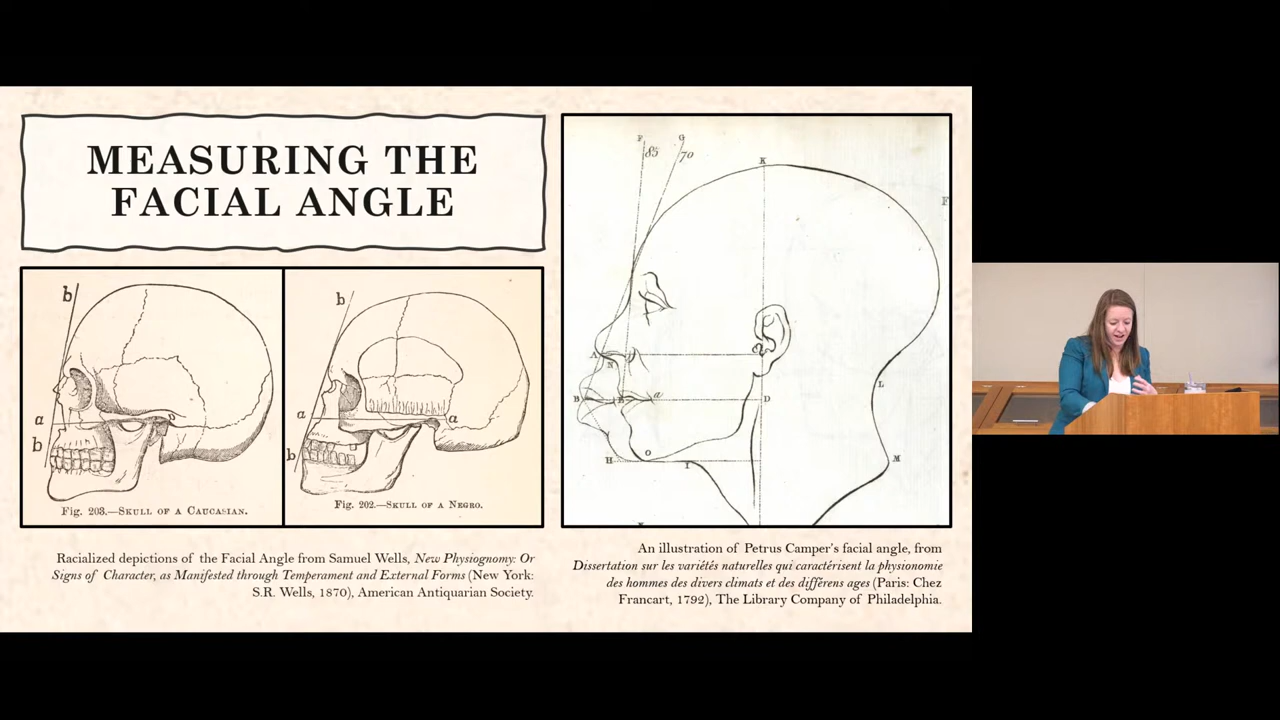 MEASURING THE
FACIAL ANGLE
b
a
b
Fig. 203.—Skull of a Caucasian.
b
a
a
b
Fig. 202.—Skull of a Negro.
Racialized depictions of the Facial Angle from Samuel Wells, New Physiognomy: Or
Signs of Character, as Manifested through Temperament and External Forms (New York:
S.R. Wells, 1870), American Antiquarian Society.
F
G
85
70
K
F
A
N
B
E
a
D
L
H
O
I
M
An illustration of Petrus Camper's facial angle, from
Dissertation sur les variétés naturelles qui caractérisent la physionomie
des hommes des divers climats et des différens ages (Paris: Chez
Francart, 1792), The Library Company of Philadelphia.